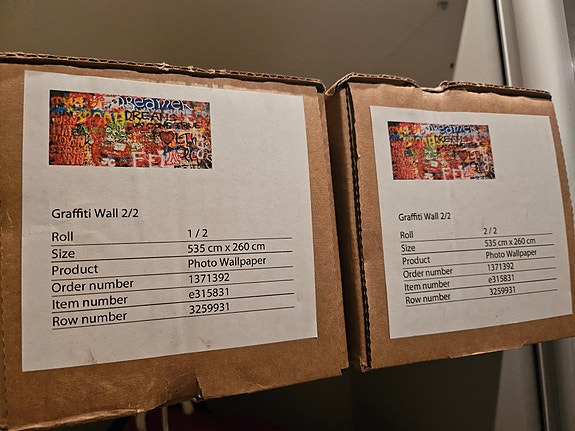 DREAMER
Graffiti Wall 2/2
Roll 1 / 2
Size 535 cm x 260 cm
Product Photo Wallpaper
Order number 1371392
Item number e315831
Row number 3259931
DREAMER
Graffiti Wall 2/2
Roll 2 / 2
Size 535 cm x 260 cm
Product Photo Wallpaper
Order number 1371392
Item number e315831
Row number 3259931